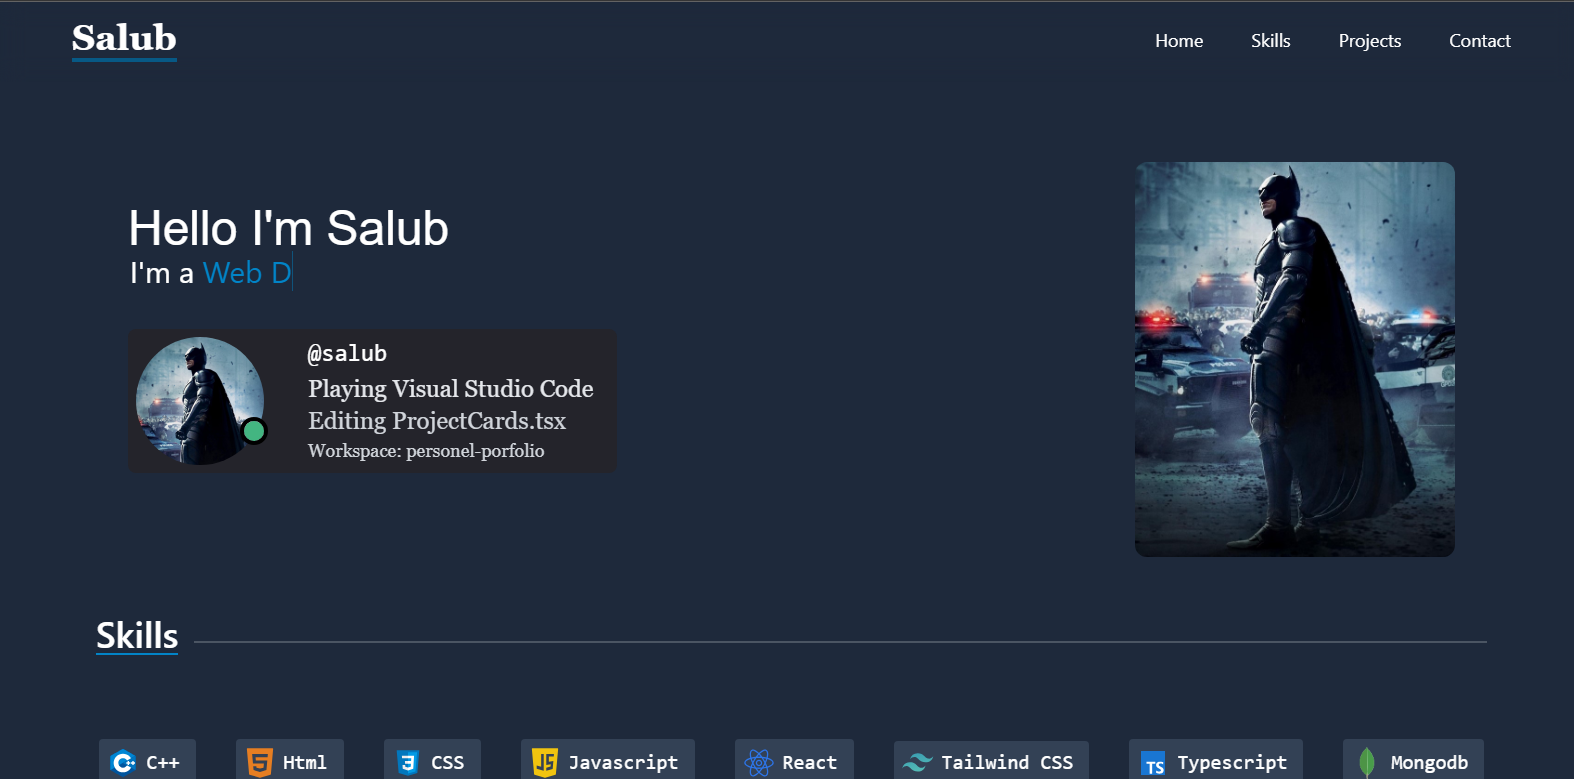 Salub
Home Skills Projects Contact
Hello I'm Salub
I'm a Web D
@salub
Playing Visual Studio Code
Editing ProjectCards.tsx
Workspace: personel-porfolio
Skills
C++ Html CSS Javascript React Tailwind CSS Typescript Mongodb